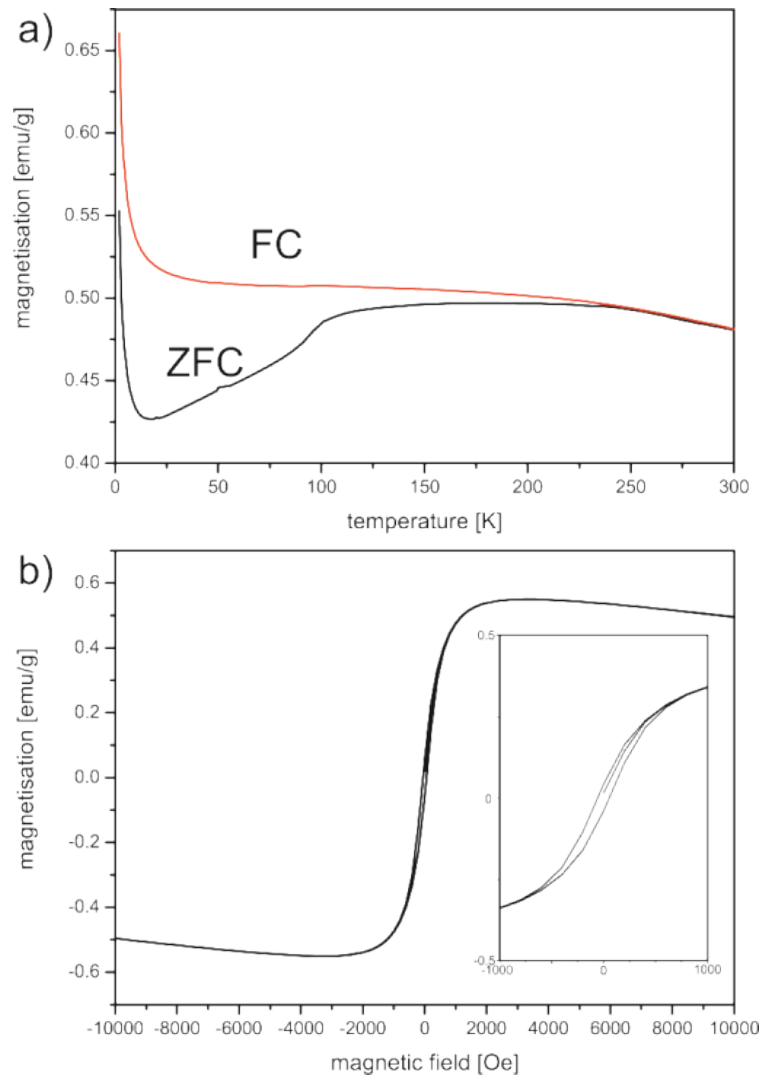 a)
0.65
0.60
0.55
0.50
0.45
0.40
magnetisation [emu/g]
FC
ZFC
0 50 100 150 200 250 300
temperature [K]
b)
0.6
0.4
0.2
0.0
-0.2
-0.4
-0.6
magnetisation [emu/g]
0.5
0
-0.5
-1000 0 1000
-10000 -8000 -6000 -4000 -2000 0 2000 4000 6000 8000 10000
magnetic field [Oe]